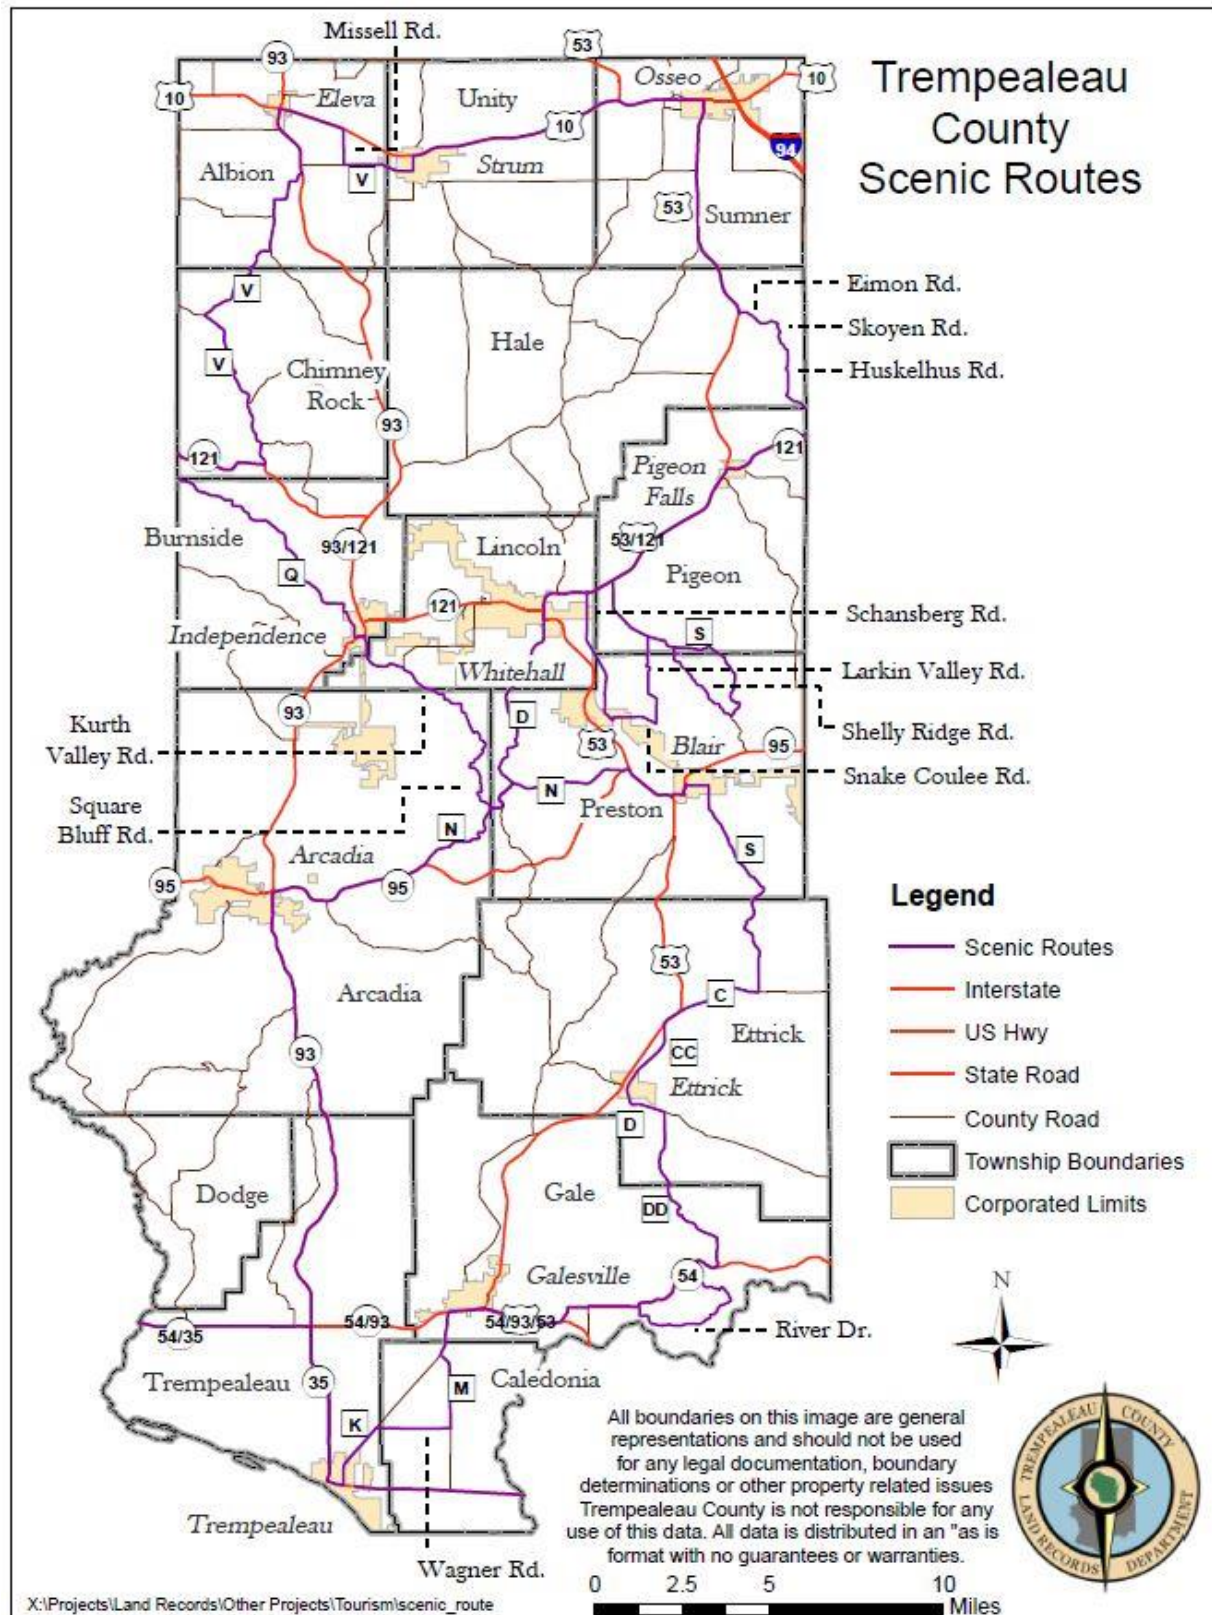 Missell Rd.
53
93
Osseo
10
Trempealeau
County
Scenic Routes
10
Eleva
Unity
10
94
Albion
V
Strum
53
Sumner
V
Eimon Rd.
Skoyen Rd.
Hale
V
Chimney
Rock
Huskelhus Rd.
93
121
121
Pigeon
Falls
Burnside
93/121
Lincoln
53/121
Q
Pigeon
121
Schansberg Rd.
Independence
S
Whitehall
Larkin Valley Rd.
93
D
Kurth
Valley Rd.
53
Blair
95
Shelly Ridge Rd.
Snake Coulee Rd.
N
Square
Bluff Rd.
Preston
N
S
Arcadia
95
95
Legend
Scenic Routes
53
Interstate
Arcadia
C
Ettrick
US Hwy
93
CC
State Road
Ettrick
County Road
D
Township Boundaries
Dodge
Gale
Corporated Limits
DD
Galesville
54
N
54/35
54/93
54/93/53
River Dr.
Trempealeau
35
M
Caledonia
K
All boundaries on this image are general
representations and should not be used
for any legal documentation, boundary
determinations or other property related issues
Trempealeau County is not responsible for any
use of this data. All data is distributed in an "as is
format with no guarantees or warranties.
TREMPEALEAU COUNTY
LAND RECORDS DEPARTMENT
Trempealeau
Wagner Rd.
0 2.5 5 10
Miles
X:\Projects\Land Records\Other Projects\Tourism\scenic_route